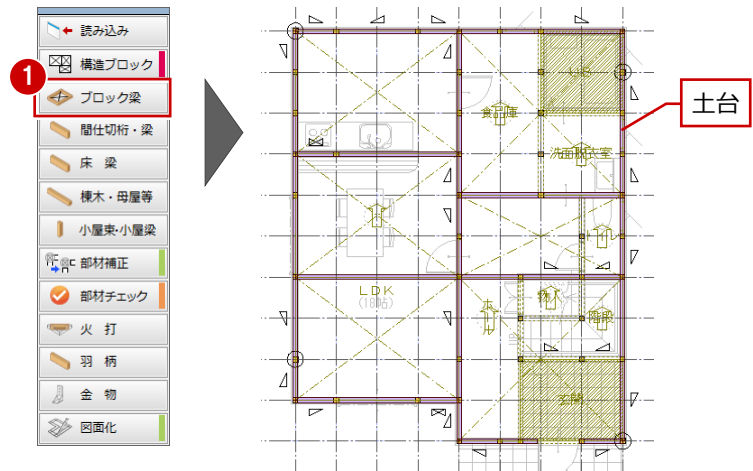 読み込み
構造ブロック
1
ブロック梁
間仕切桁・梁
床 梁
棟木・母屋等
小屋束・小屋梁
部材補正
部材チェック
火 打
羽 柄
金 物
図面化
土台
食品庫
洗面脱衣室
トイレ
LDK
(18帖)
ホール
物入
階段
玄関